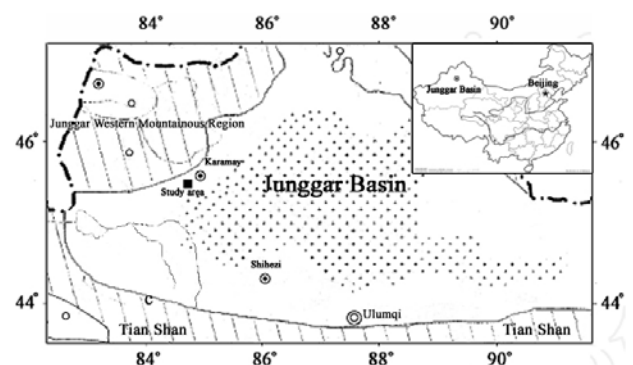 84° 86° 88° 90°
Junggar Basin
Beijing
Junggar Western Mountainous Region
46° 46°
Karamay
Study area
Junggar Basin
Shihezi
44° 44°
C
Ulumqi
Tian Shan Tian Shan
84° 86° 88° 90°